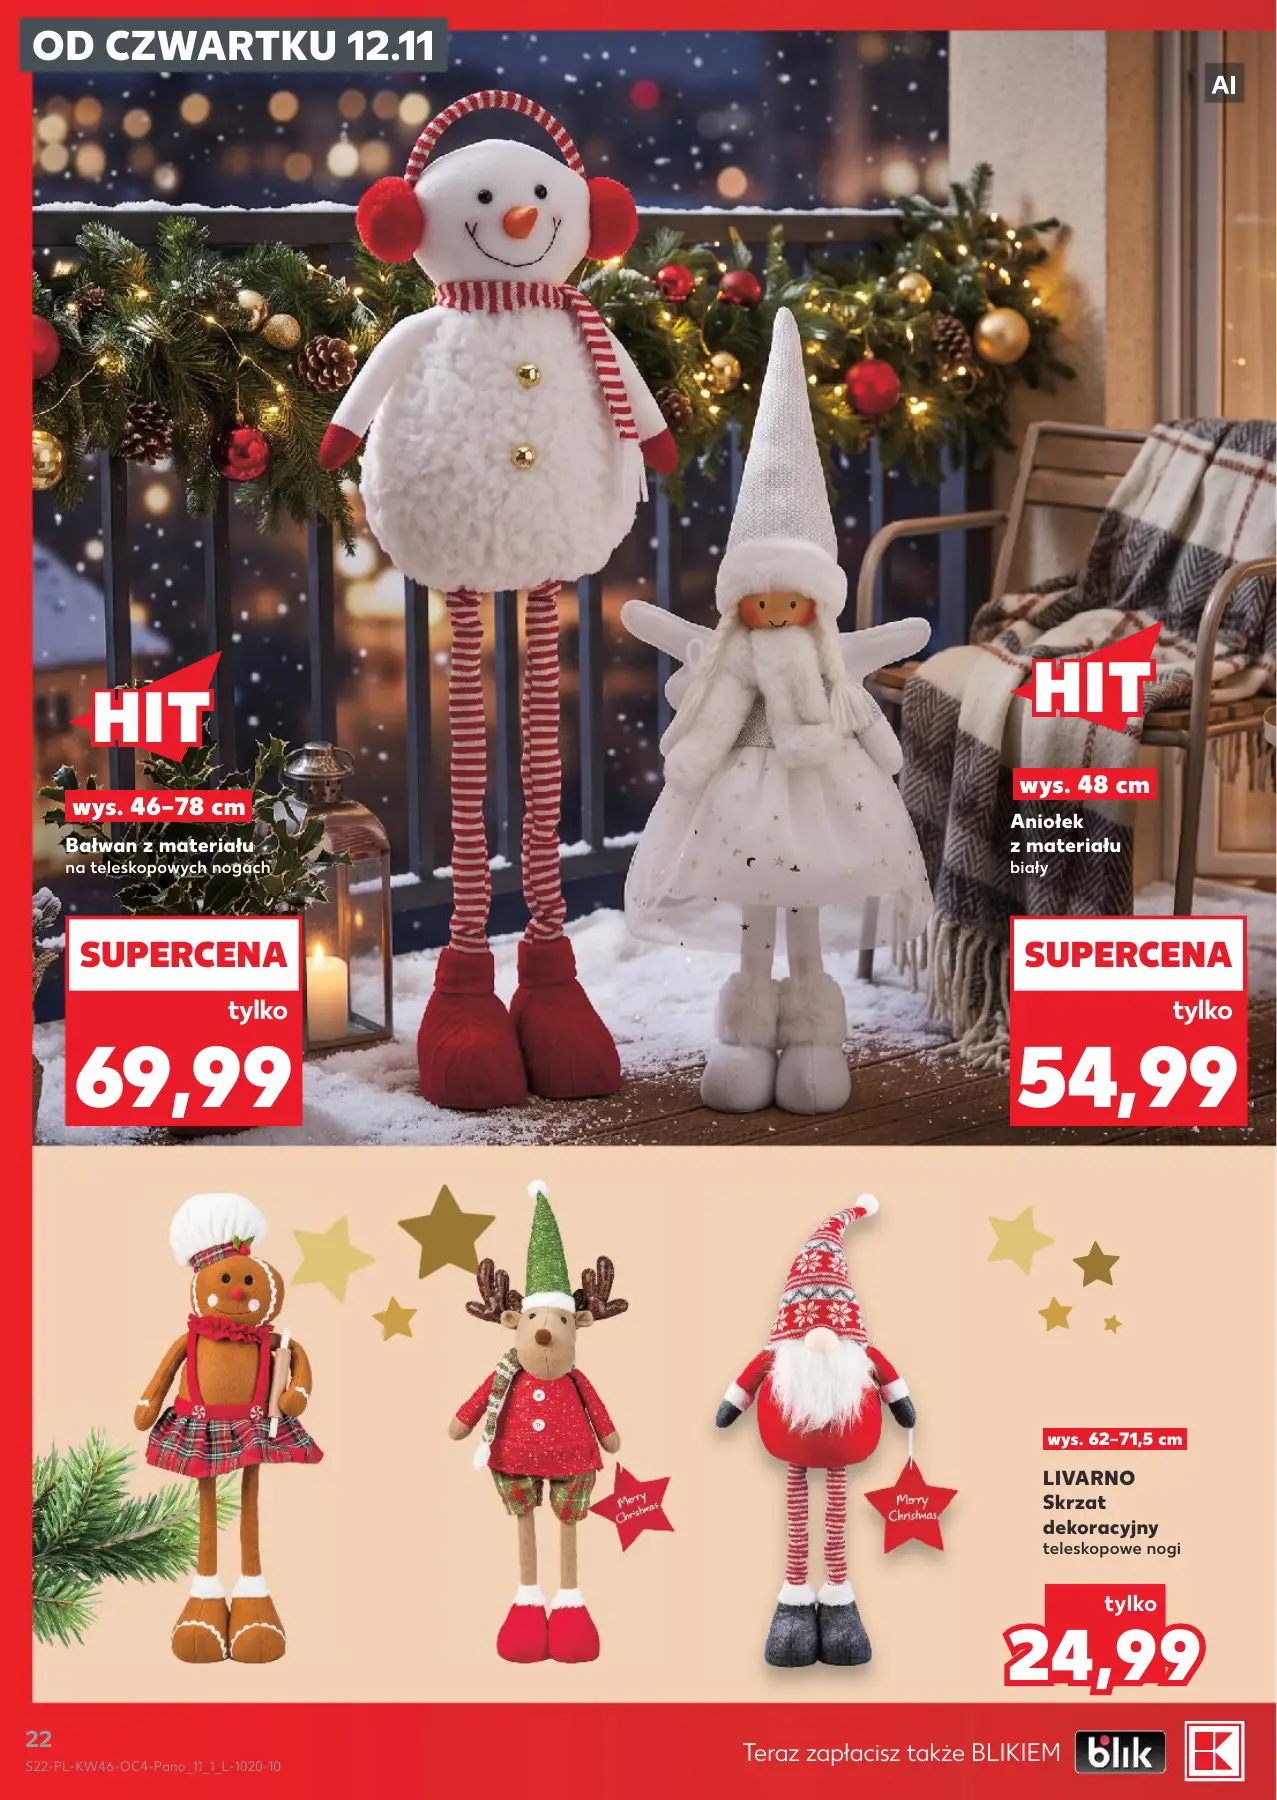 OD CZWARTKU 12.11
AI
HIT
wys. 46–78 cm
Bałwan z materiału
na teleskopowych nogach
SUPERCENA
tylko
69,99
HIT
wys. 48 cm
Aniołek
z materiału
biały
SUPERCENA
tylko
54,99
Merry
Christmas
Merry
Christmas
wys. 62–71,5 cm
LIVARNO
Skrzat
dekoracyjny
teleskopowe nogi
tylko
24,99
22
S22-PL-KW46-OC4-Pano_11_1_L-1020-10
Teraz zapłacisz także BLIKIEM
blik
K